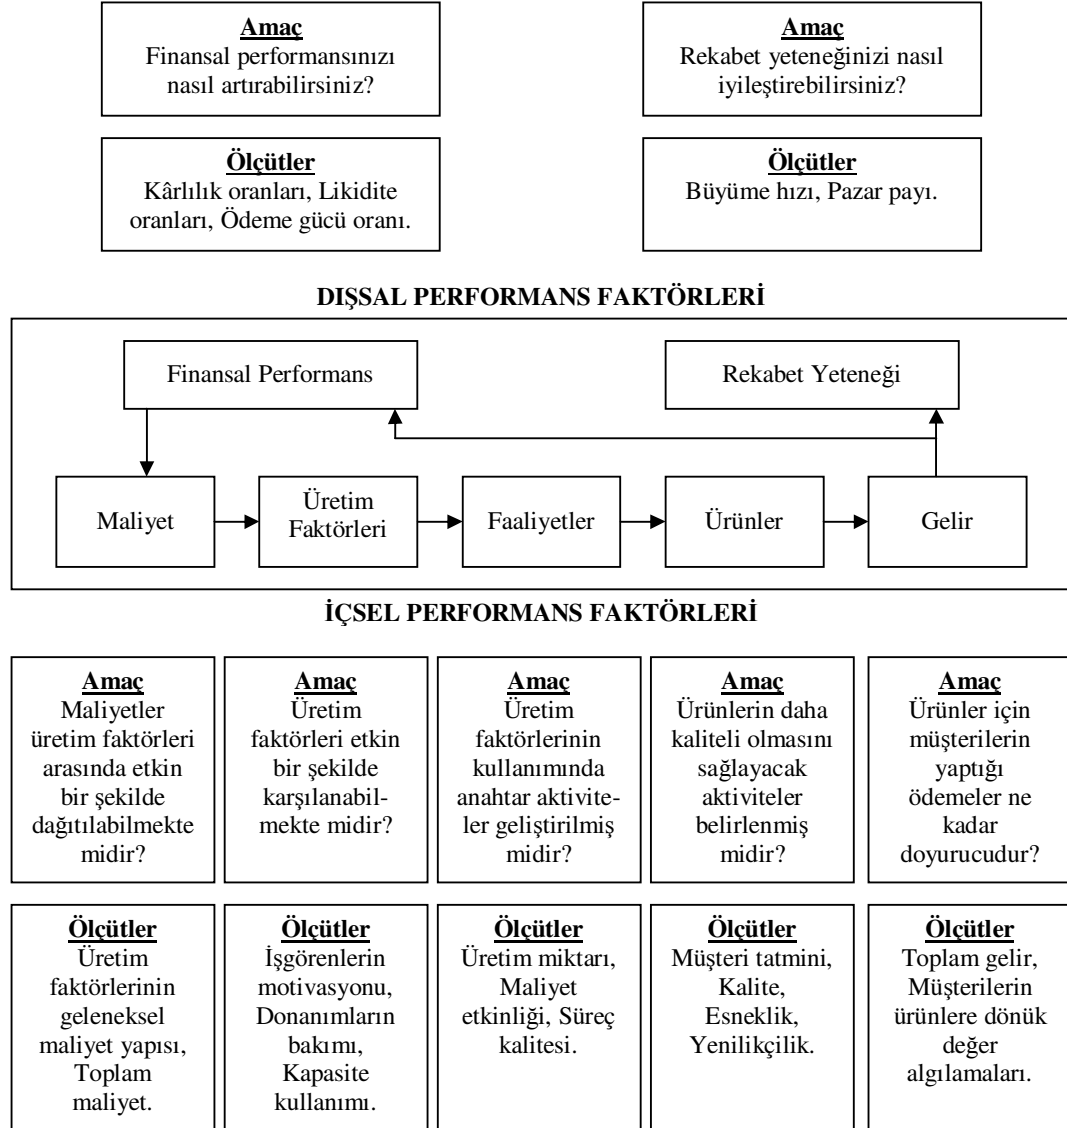 Amaç
Finansal performansınızı
nasıl artırabilirsiniz?
Amaç
Rekabet yeteneğinizi nasıl
iyileştirebilirsiniz?
Ölçütler
Kârlılık oranları, Likidite
oranları, Ödeme gücü oranı.
Ölçütler
Büyüme hızı, Pazar payı.
DIŞSAL PERFORMANS FAKTÖRLERİ
Finansal Performans
Rekabet Yeteneği
Maliyet
Üretim
Faktörleri
Faaliyetler
Ürünler
Gelir
İÇSEL PERFORMANS FAKTÖRLERİ
Amaç
Maliyetler
üretim faktörleri
arasında etkin
bir şekilde
dağıtılabilmekte
midir?
Amaç
Üretim
faktörleri etkin
bir şekilde
karşılanabil-
mekte midir?
Amaç
Üretim
faktörlerinin
kullanımında
anahtar aktivite-
ler geliştirilmiş
midir?
Amaç
Ürünlerin daha
kaliteli olmasını
sağlayacak
aktiviteler
belirlenmiş
midir?
Amaç
Ürünler için
müşterilerin
yaptığı
ödemeler ne
kadar
doyurucudur?
Ölçütler
Üretim
faktörlerinin
geleneksel
maliyet yapısı,
Toplam
maliyet.
Ölçütler
İşgörenlerin
motivasyonu,
Donanımların
bakımı,
Kapasite
kullanımı.
Ölçütler
Üretim miktarı,
Maliyet
etkinliği, Süreç
kalitesi.
Ölçütler
Müşteri tatmini,
Kalite,
Esneklik,
Yenilikçilik.
Ölçütler
Toplam gelir,
Müşterilerin
ürünlere dönük
değer
algılamaları.